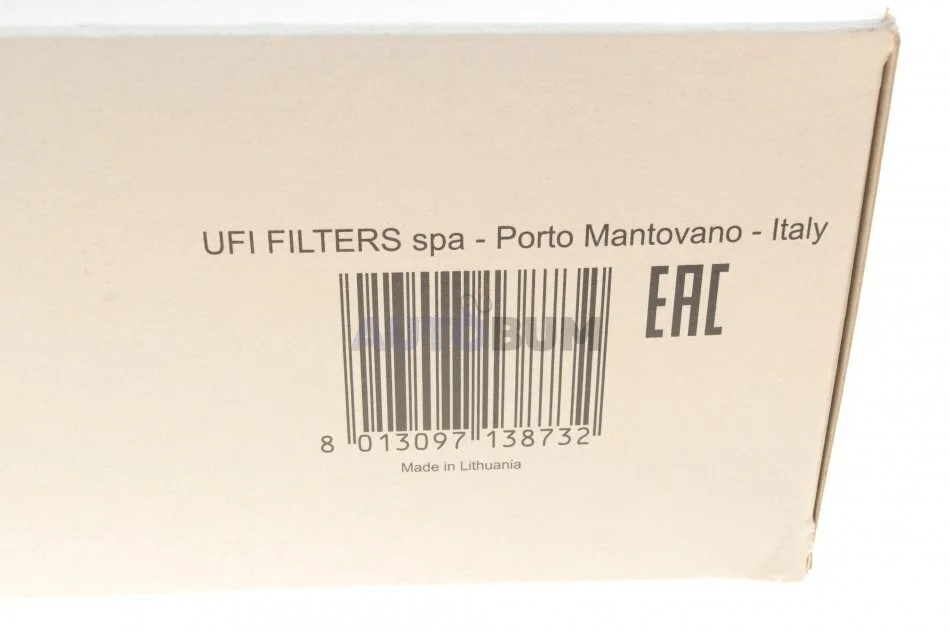 UFI FILTERS spa - Porto Mantovano - Italy
EAC
AUTOBUM
8 013097 138732
Made in Lithuania